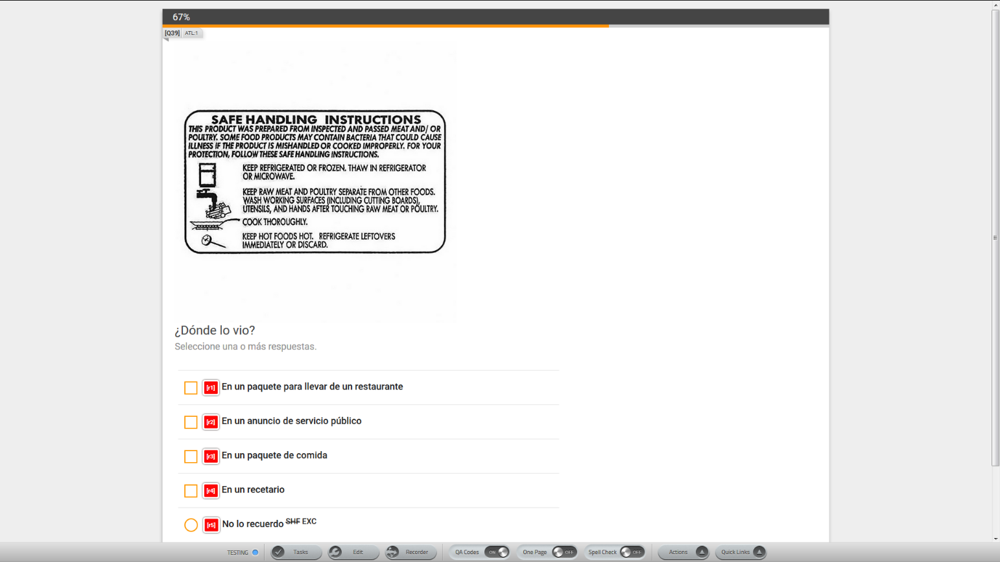 67%
[Q39] ATL:1
SAFE HANDLING INSTRUCTIONS
THIS PRODUCT WAS PREPARED FROM INSPECTED AND PASSED MEAT AND/ OR
POULTRY. SOME FOOD PRODUCTS MAY CONTAIN BACTERIA THAT COULD CAUSE
ILLNESS IF THE PRODUCT IS MISHANDLED OR COOKED IMPROPERLY. FOR YOUR
PROTECTION, FOLLOW THESE SAFE HANDLING INSTRUCTIONS.
KEEP REFRIGERATED OR FROZEN. THAW IN REFRIGERATOR
OR MICROWAVE.
KEEP RAW MEAT AND POULTRY SEPARATE FROM OTHER FOODS.
WASH WORKING SURFACES (INCLUDING CUTTING BOARDS),
UTENSILS, AND HANDS AFTER TOUCHING RAW MEAT OR POULTRY.
COOK THOROUGHLY.
KEEP HOT FOODS HOT. REFRIGERATE LEFTOVERS
IMMEDIATELY OR DISCARD.
¿Dónde lo vio?
Seleccione una o más respuestas.
[r1] En un paquete para llevar de un restaurante
[r2] En un anuncio de servicio público
[r3] En un paquete de comida
[r4] En un recetario
[r5] No lo recuerdo SHF EXC
TESTING Tasks Edit Recorder QA Codes ON One Page OFF Spell Check OFF Actions Quick Links